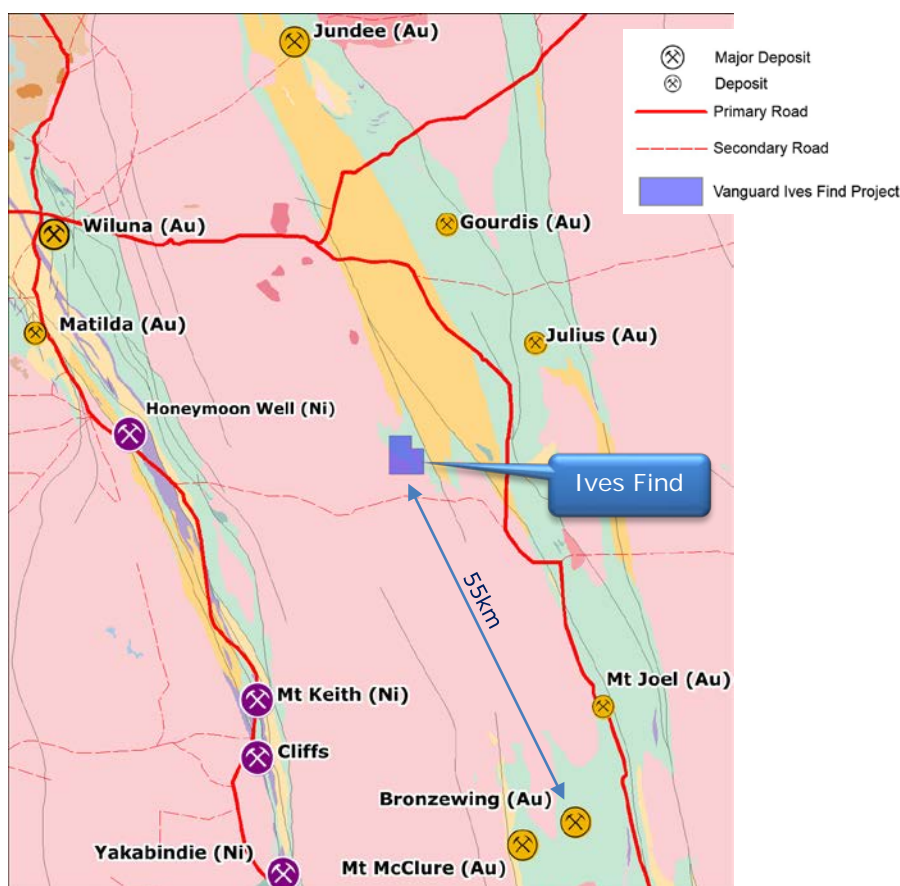 Jundee (Au)
Major Deposit
Deposit
Primary Road
Secondary Road
Vanguard Ives Find Project
Gourdis (Au)
Wiluna (Au)
Matilda (Au)
Julius (Au)
Honeymoon Well (Ni)
Ives Find
55km
Mt Joel (Au)
Mt Keith (Ni)
Cliffs
Bronzewing (Au)
Yakabindie (Ni)
Mt McClure (Au)